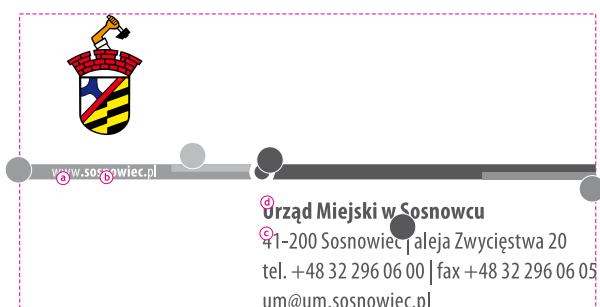 www.sosnowiec.pl
a b
d
Urząd Miejski w Sosnowcu
c
41-200 Sosnowiec | aleja Zwycięstwa 20
tel. +48 32 296 06 00 | fax +48 32 296 06 05
um@um.sosnowiec.pl